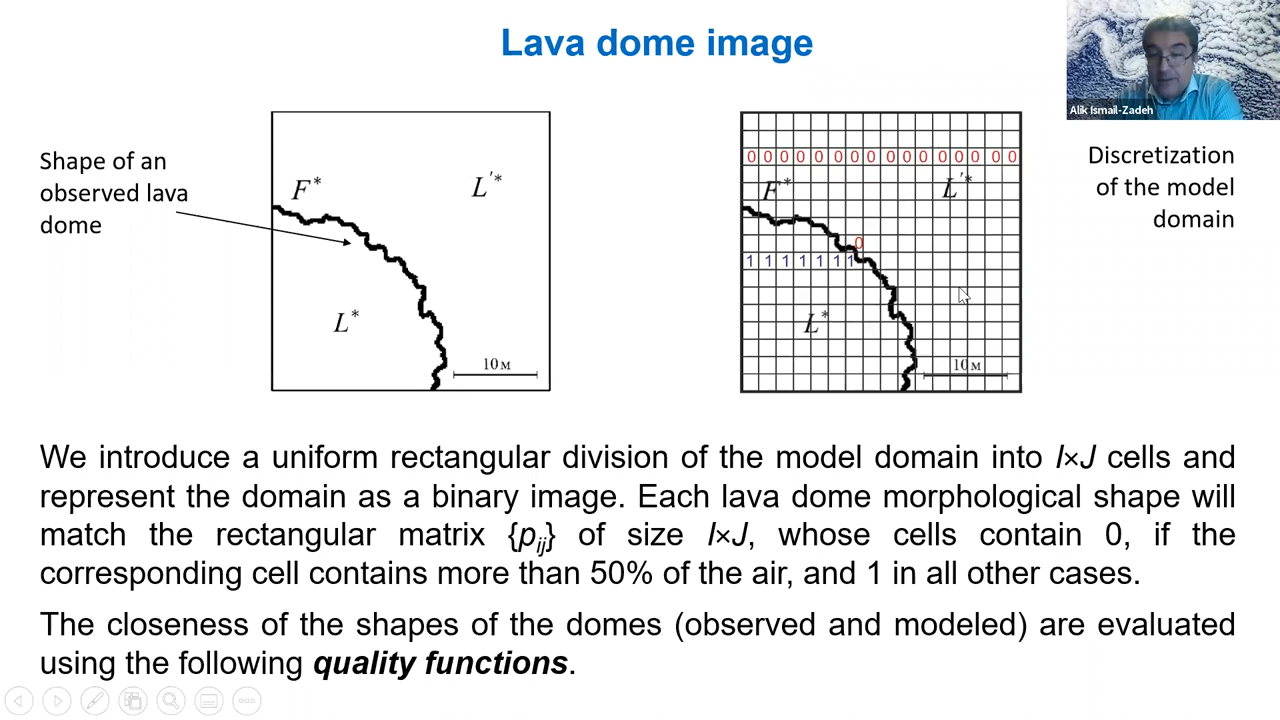 Lava dome image
Alik Ismail-Zadeh
Shape of an
observed lava
dome
F*
L'*
L*
10м
0 0 0 0 0 0 0 0 0 0 0 0 0 0 0 0
F*
L'*
0
1 1 1 1 1 1 1
L*
10м
Discretization
of the model
domain
We introduce a uniform rectangular division of the model domain into I×J cells and
represent the domain as a binary image. Each lava dome morphological shape will
match the rectangular matrix {pij} of size I×J, whose cells contain 0, if the
corresponding cell contains more than 50% of the air, and 1 in all other cases.
The closeness of the shapes of the domes (observed and modeled) are evaluated
using the following quality functions.